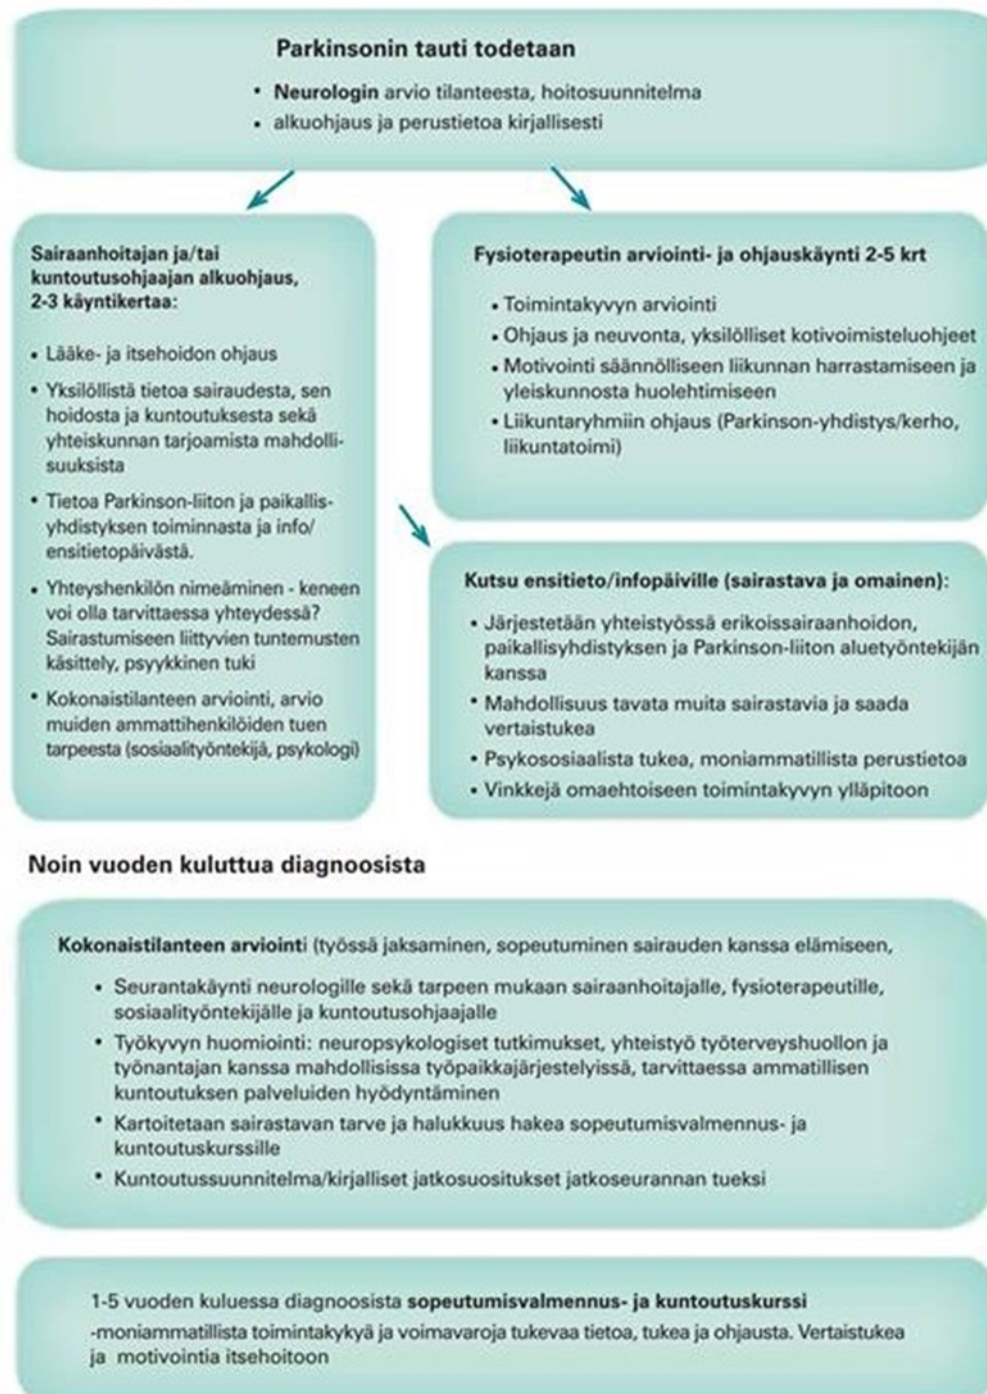 Parkinsonin tauti todetaan
• Neurologin arvio tilanteesta, hoitosuunnitelma
• alkuohjaus ja perustietoa kirjallisesti
Sairaanhoitajan ja/tai
kuntoutusohjaajan alkuohjaus,
2-3 käyntikertaa:
• Lääke- ja itsehoidon ohjaus
• Yksilöllistä tietoa sairaudesta, sen
hoidosta ja kuntoutuksesta sekä
yhteiskunnan tarjoamista mahdolli-
suuksista
• Tietoa Parkinson-liiton ja paikallis-
yhdistyksen toiminnasta ja info/
ensitietopäivästä.
• Yhteyshenkilön nimeäminen - keneen
voi olla tarvittaessa yhteydessä?
Sairastumiseen liittyvien tuntemusten
käsittely, psyykkinen tuki
• Kokonaistilanteen arviointi, arvio
muiden ammattihenkilöiden tuen
tarpeesta (sosiaalityöntekijä, psykologi)
Fysioterapeutin arviointi- ja ohjauskäynti 2-5 krt
• Toimintakyvyn arviointi
• Ohjaus ja neuvonta, yksilölliset kotivoimisteluohjeet
• Motivointi säännölliseen liikunnan harrastamiseen ja
yleiskunnosta huolehtimiseen
• Liikuntaryhmiin ohjaus (Parkinson-yhdistys/kerho,
liikuntatoimi)
Kutsu ensitieto/infopäiville (sairastava ja omainen):
• Järjestetään yhteistyössä erikoissairaanhoidon,
paikallisyhdistyksen ja Parkinson-liiton aluetyöntekijän
kanssa
• Mahdollisuus tavata muita sairastavia ja saada
vertaistukea
• Psykososiaalista tukea, moniammatillista perustietoa
• Vinkkejä omaehtoiseen toimintakyvyn ylläpitoon
Noin vuoden kuluttua diagnoosista
Kokonaistilanteen arviointi (työssä jaksaminen, sopeutuminen sairauden kanssa elämiseen,
• Seurantakäynti neurologille sekä tarpeen mukaan sairaanhoitajalle, fysioterapeutille,
sosiaalityöntekijälle ja kuntoutusohjaajalle
• Työkyvyn huomiointi: neuropsykologiset tutkimukset, yhteistyö työterveyshuollon ja
työnantajan kanssa mahdollisissa työpaikkajärjestelyissä, tarvittaessa ammatillisen
kuntoutuksen palveluiden hyödyntäminen
• Kartoitetaan sairastavan tarve ja halukkuus hakea sopeutumisvalmennus- ja
kuntoutuskurssille
• Kuntoutussuunnitelma/kirjalliset jatkosuositukset jatkoseurannan tueksi
1-5 vuoden kuluessa diagnoosista sopeutumisvalmennus- ja kuntoutuskurssi
-moniammatillista toimintakykyä ja voimavaroja tukevaa tietoa, tukea ja ohjausta. Vertaistukea
ja motivointia itsehoitoon